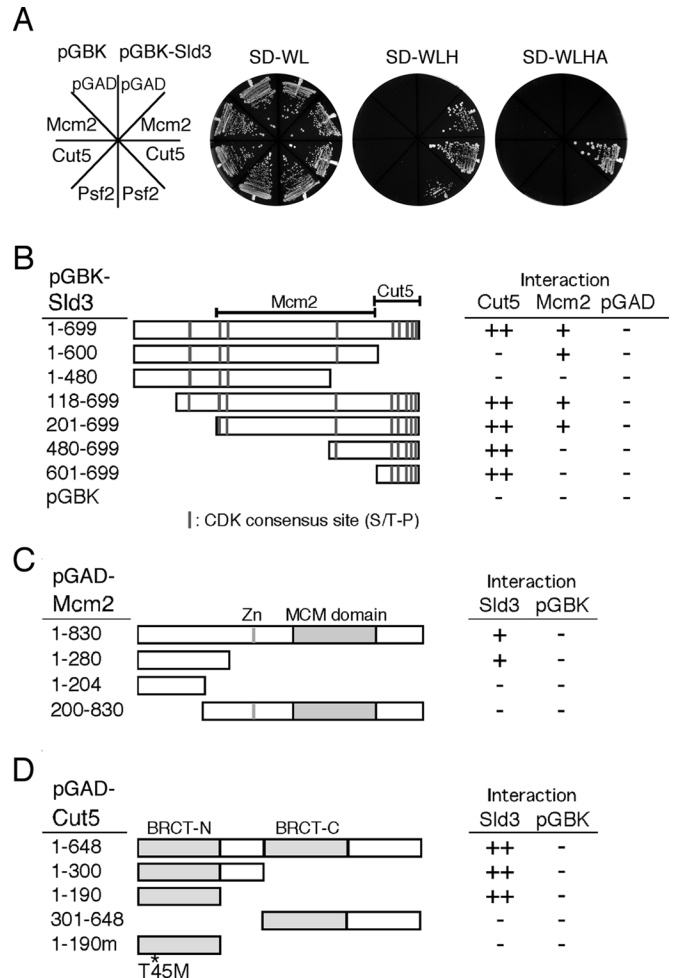 A
pGBK pGBK-Sld3
SD-WL SD-WLH SD-WLHA
pGAD pGAD
Mcm2 Mcm2
Cut5 Cut5
Psf2 Psf2
B
pGBK-
Sld3
Mcm2 Cut5
Interaction
Cut5 Mcm2 pGAD
1-699 ++ + -
1-600 - + -
1-480 - - -
118-699 ++ + -
201-699 ++ + -
480-699 ++ - -
601-699 ++ - -
pGBK - - -
: CDK consensus site (S/T-P)
C
pGAD-
Mcm2
Zn MCM domain
Interaction
Sld3 pGBK
1-830 + -
1-280 + -
1-204 - -
200-830 - -
D
pGAD-
Cut5
BRCT-N BRCT-C
Interaction
Sld3 pGBK
1-648 ++ -
1-300 ++ -
1-190 ++ -
301-648 - -
1-190m - -
*
T45M